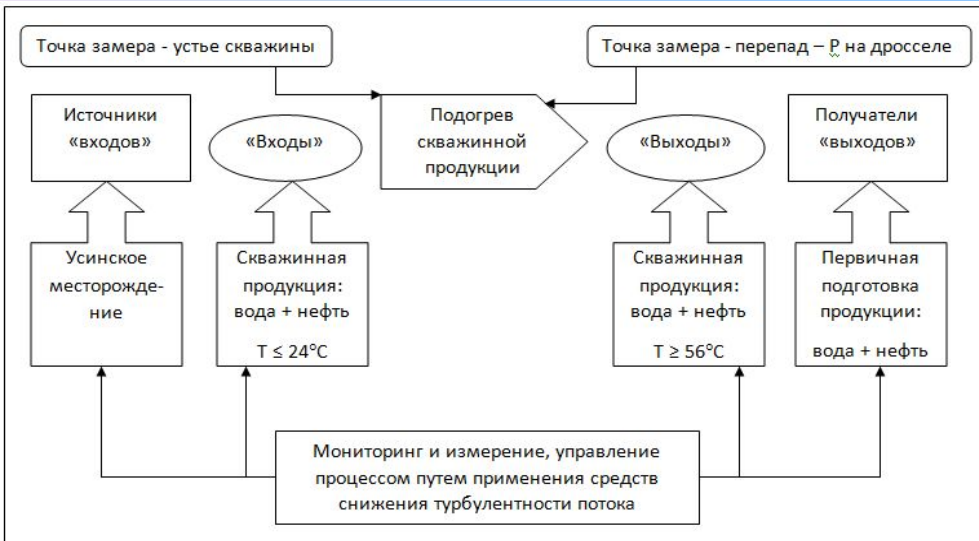 Точка замера - устье скважины
Точка замера - перепад – Р на дросселе
Источники
«входов»
«Входы»
Подогрев
скважинной
продукции
«Выходы»
Получатели
«выходов»
Усинское
месторожде-
ние
Скважинная
продукция:
вода + нефть
Т ≤ 24°С
Скважинная
продукция:
вода + нефть
Т ≥ 56°С
Первичная
подготовка
продукции:
вода + нефть
Мониторинг и измерение, управление
процессом путем применения средств
снижения турбулентности потока